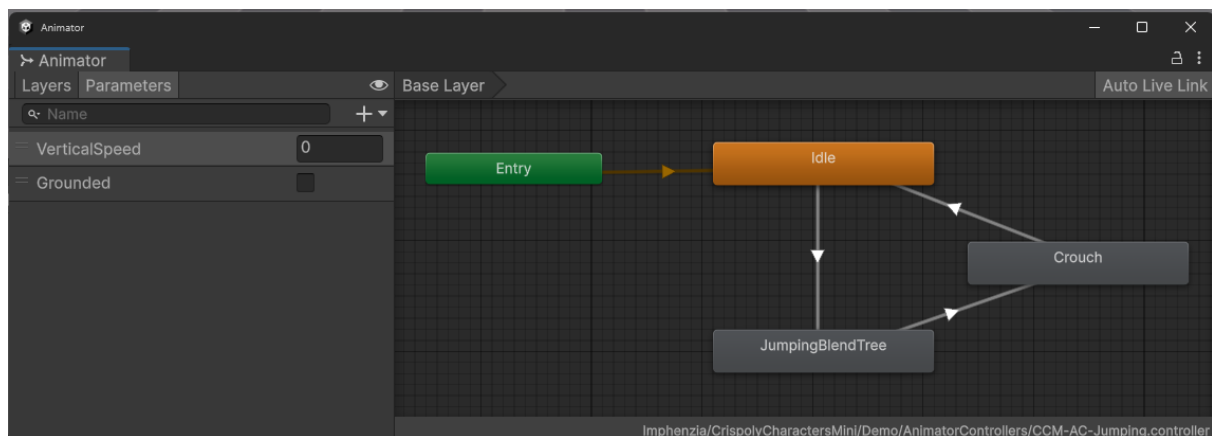 Animator
Animator
Layers Parameters
Name
VerticalSpeed 0
Grounded
Base Layer
Auto Live Link
Entry
Idle
Crouch
JumpingBlendTree
Imphenzia/CrispolyCharactersMini/Demo/AnimatorControllers/CCM-AC-Jumping.controller